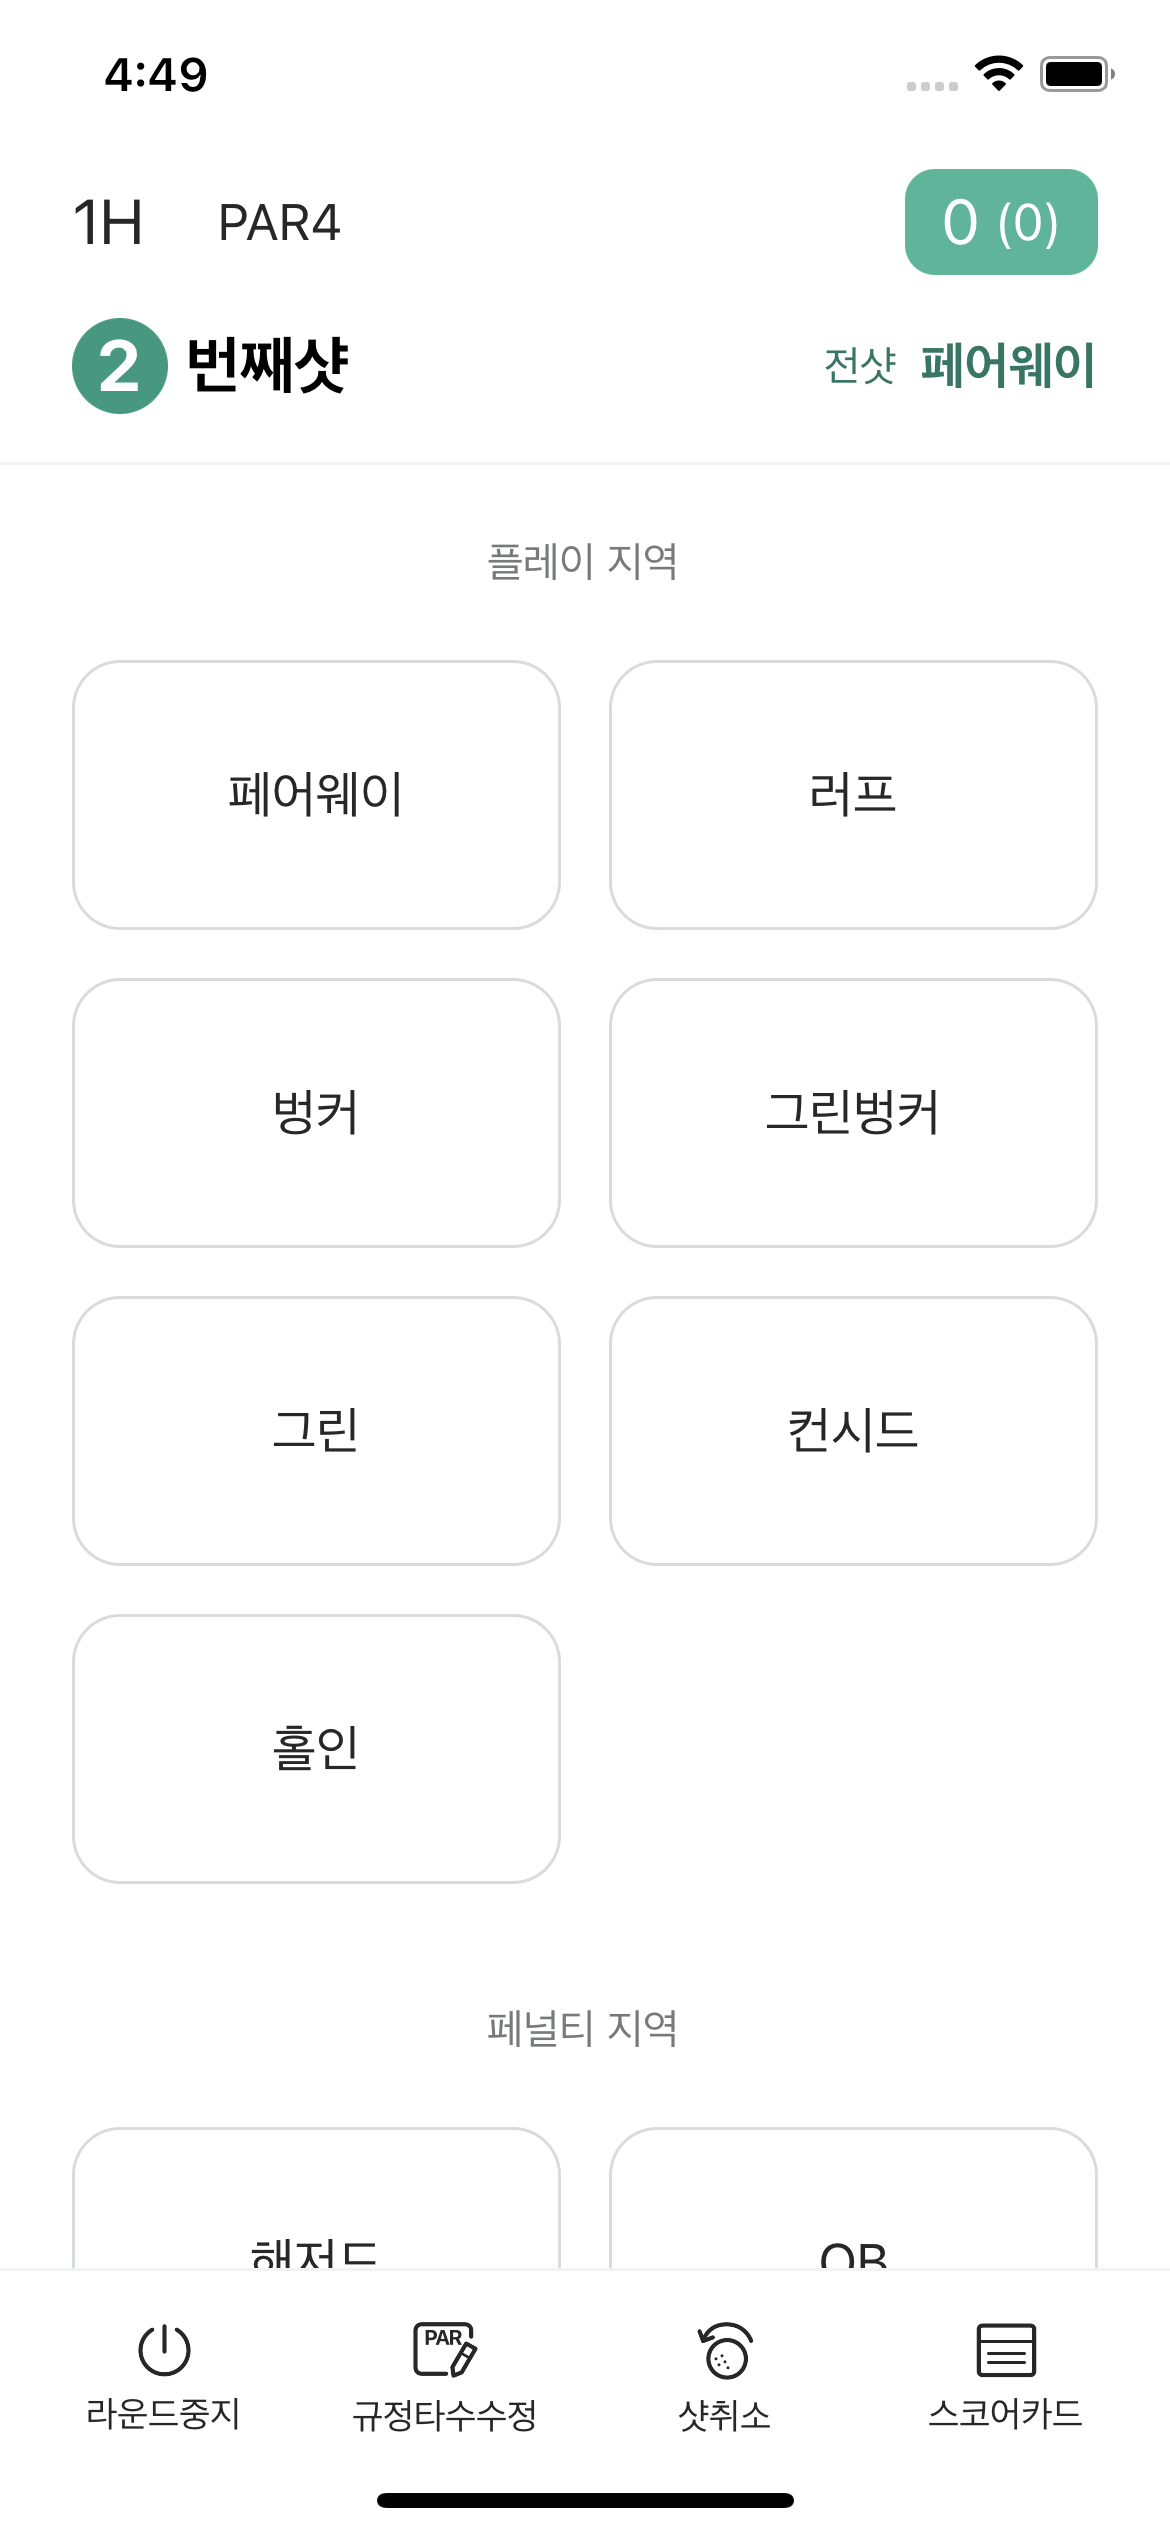 4:49
1H PAR4 0 (0)
2 번째샷 전샷 페어웨이
플레이 지역
페어웨이 러프
벙커 그린벙커
그린 컨시드
홀인
페널티 지역
해저드 OB
PAR
라운드중지 규정타수수정 샷취소 스코어카드